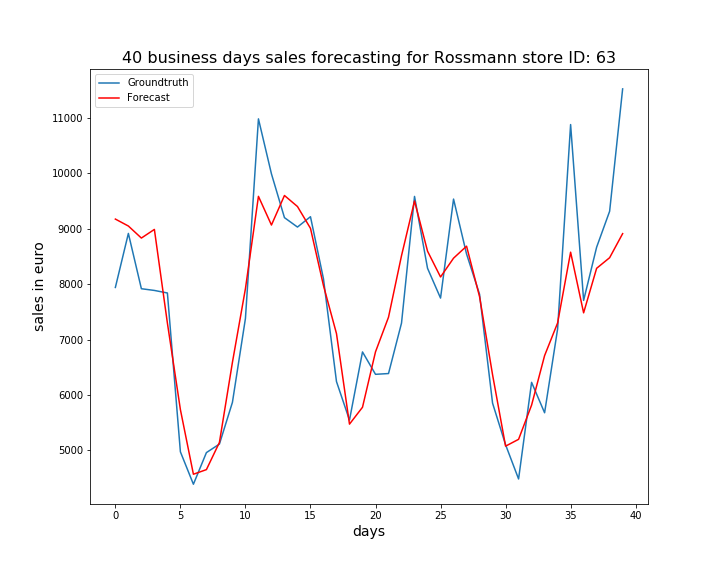 40 business days sales forecasting for Rossmann store ID: 63
Groundtruth
Forecast
11000
10000
9000
8000
7000
6000
5000
sales in euro
0 5 10 15 20 25 30 35 40
days